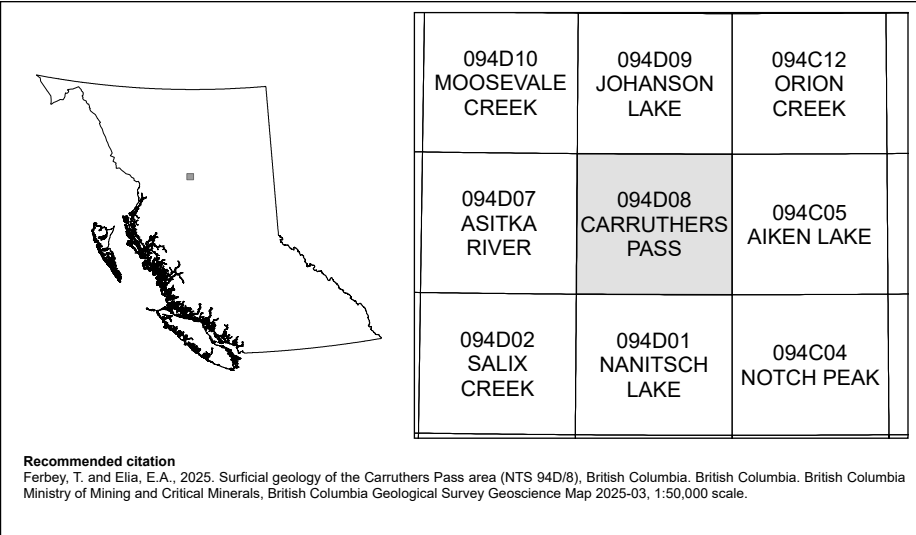 094D10
MOOSEVALE
CREEK
094D09
JOHANSON
LAKE
094C12
ORION
CREEK
094D07
ASITKA
RIVER
094D08
CARRUTHERS
PASS
094C05
AIKEN LAKE
094D02
SALIX
CREEK
094D01
NANITSCH
LAKE
094C04
NOTCH PEAK
Recommended citation
Ferbey, T. and Elia, E.A., 2025. Surficial geology of the Carruthers Pass area (NTS 94D/8), British Columbia. British Columbia. British Columbia
Ministry of Mining and Critical Minerals, British Columbia Geological Survey Geoscience Map 2025-03, 1:50,000 scale.